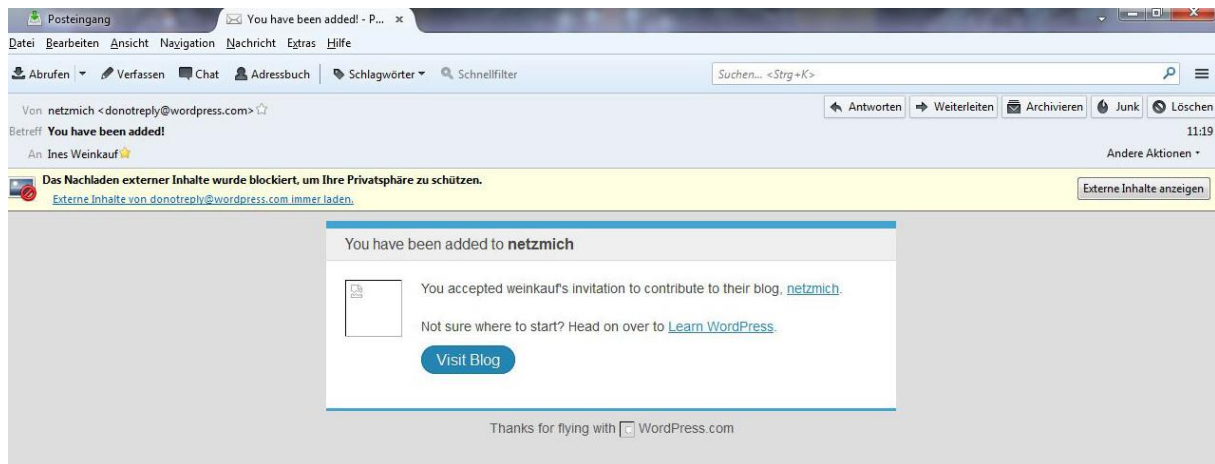 Posteingang
You have been added! - P...
Datei Bearbeiten Ansicht Navigation Nachricht Extras Hilfe
Abrufen Verfassen Chat Adressbuch Schlagwörter Schnellfilter Suchen... <Strg+K>
Von netzmich <donotreply@wordpress.com> Antworten Weiterleiten Archivieren Junk Löschen
Betreff You have been added! 11:19
An Ines Weinkauf Andere Aktionen
Das Nachladen externer Inhalte wurde blockiert, um Ihre Privatsphäre zu schützen.
Externe Inhalte von donotreply@wordpress.com immer laden.
Externe Inhalte anzeigen
You have been added to netzmich
You accepted weinkauf's invitation to contribute to their blog, netzmich.
Not sure where to start? Head on over to Learn WordPress.
Visit Blog
Thanks for flying with WordPress.com